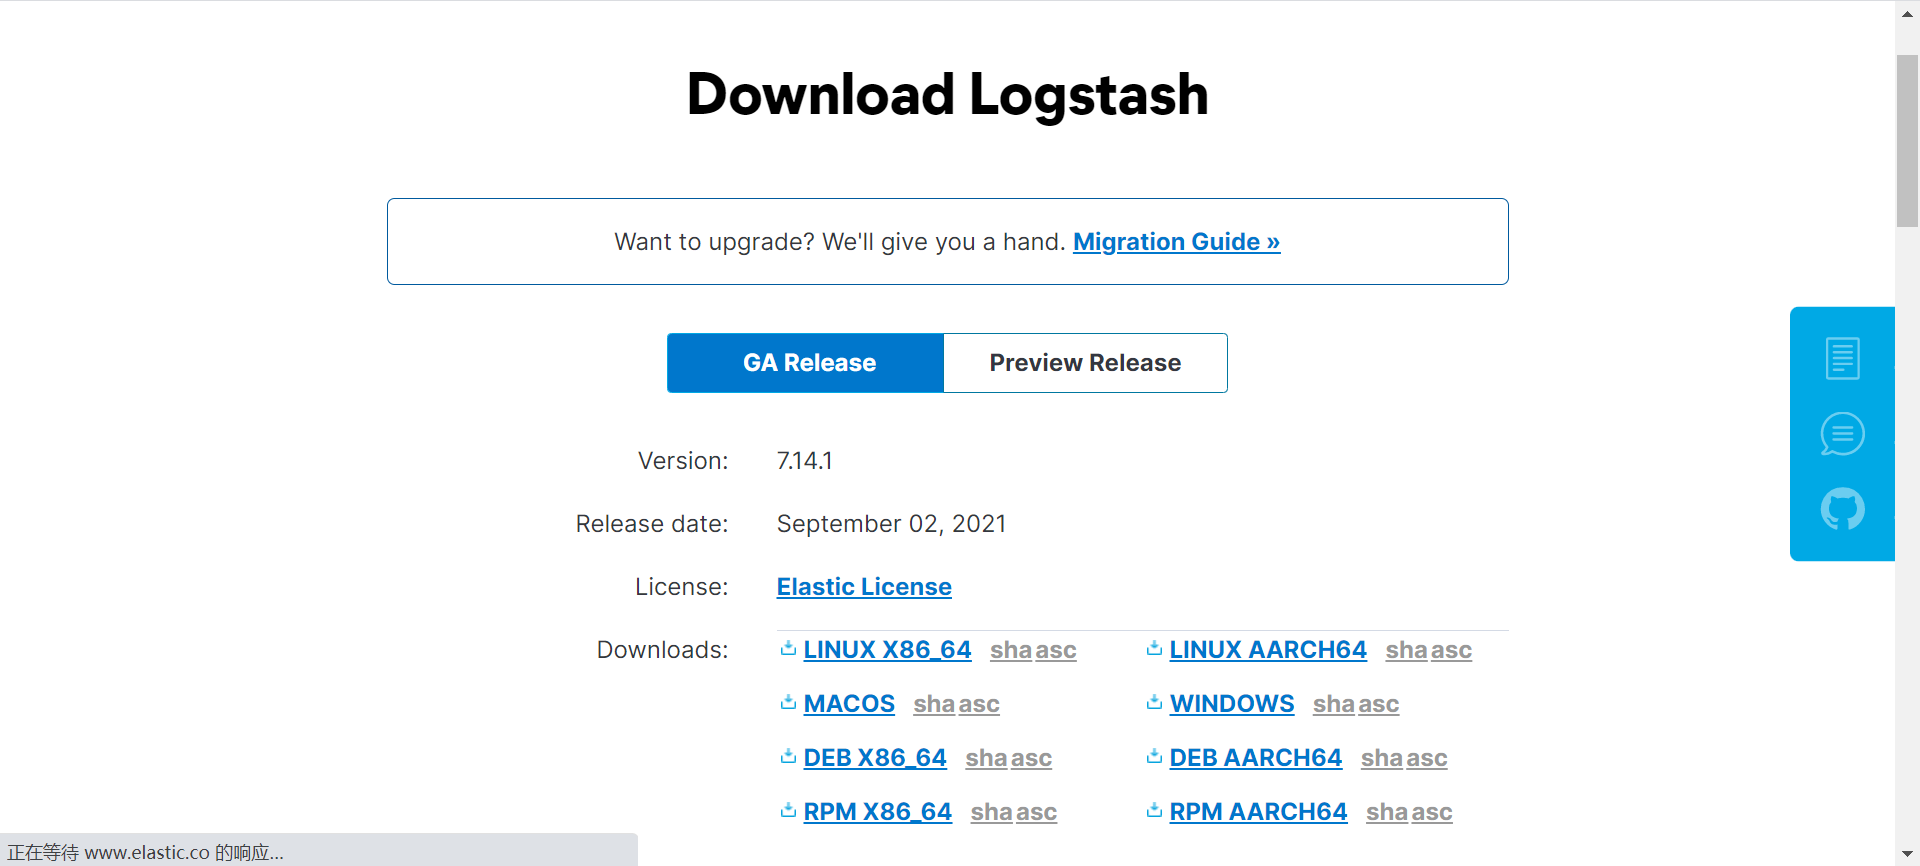 Download Logstash
Want to upgrade? We'll give you a hand. Migration Guide »
GA Release Preview Release
Version: 7.14.1
Release date: September 02, 2021
License: Elastic License
Downloads: LINUX X86_64 sha asc LINUX AARCH64 sha asc
MACOS sha asc WINDOWS sha asc
DEB X86_64 sha asc DEB AARCH64 sha asc
RPM X86_64 sha asc RPM AARCH64 sha asc
正在等待 www.elastic.co 的响应...